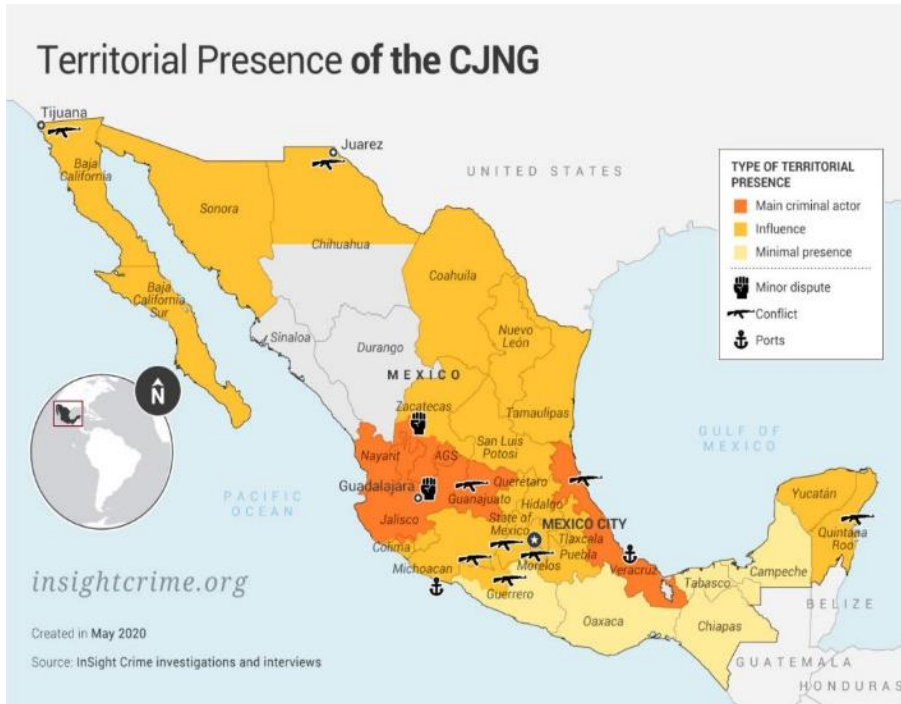 Territorial Presence of the CJNG
Tijuana
Juarez
Baja
California
Sonora
UNITED STATES
Chihuahua
Coahuila
Baja
California
Sur
Nuevo
León
Sinaloa
Durango
MEXICO
Zacatecas
Tamaulipas
San Luis
Potosi
Nayarit
AGS
Guadalajara
Queretaro
Guanajuato
Hidalgo
Jalisco
State of
Mexico
MEXICO CITY
Tlaxcala
Colima
Puebla
Michoacan
Morelos
Veracruz
Guerrero
Oaxaca
Tabasco
Campeche
Chiapas
Yucatán
Quintana
Roo
BELIZE
GUATEMALA
HONDURAS
PACIFIC
OCEAN
GULF OF
MEXICO
N
TYPE OF TERRITORIAL
PRESENCE
Main criminal actor
Influence
Minimal presence
Minor dispute
Conflict
Ports
insightcrime.org
Created in May 2020
Source: InSight Crime investigations and interviews